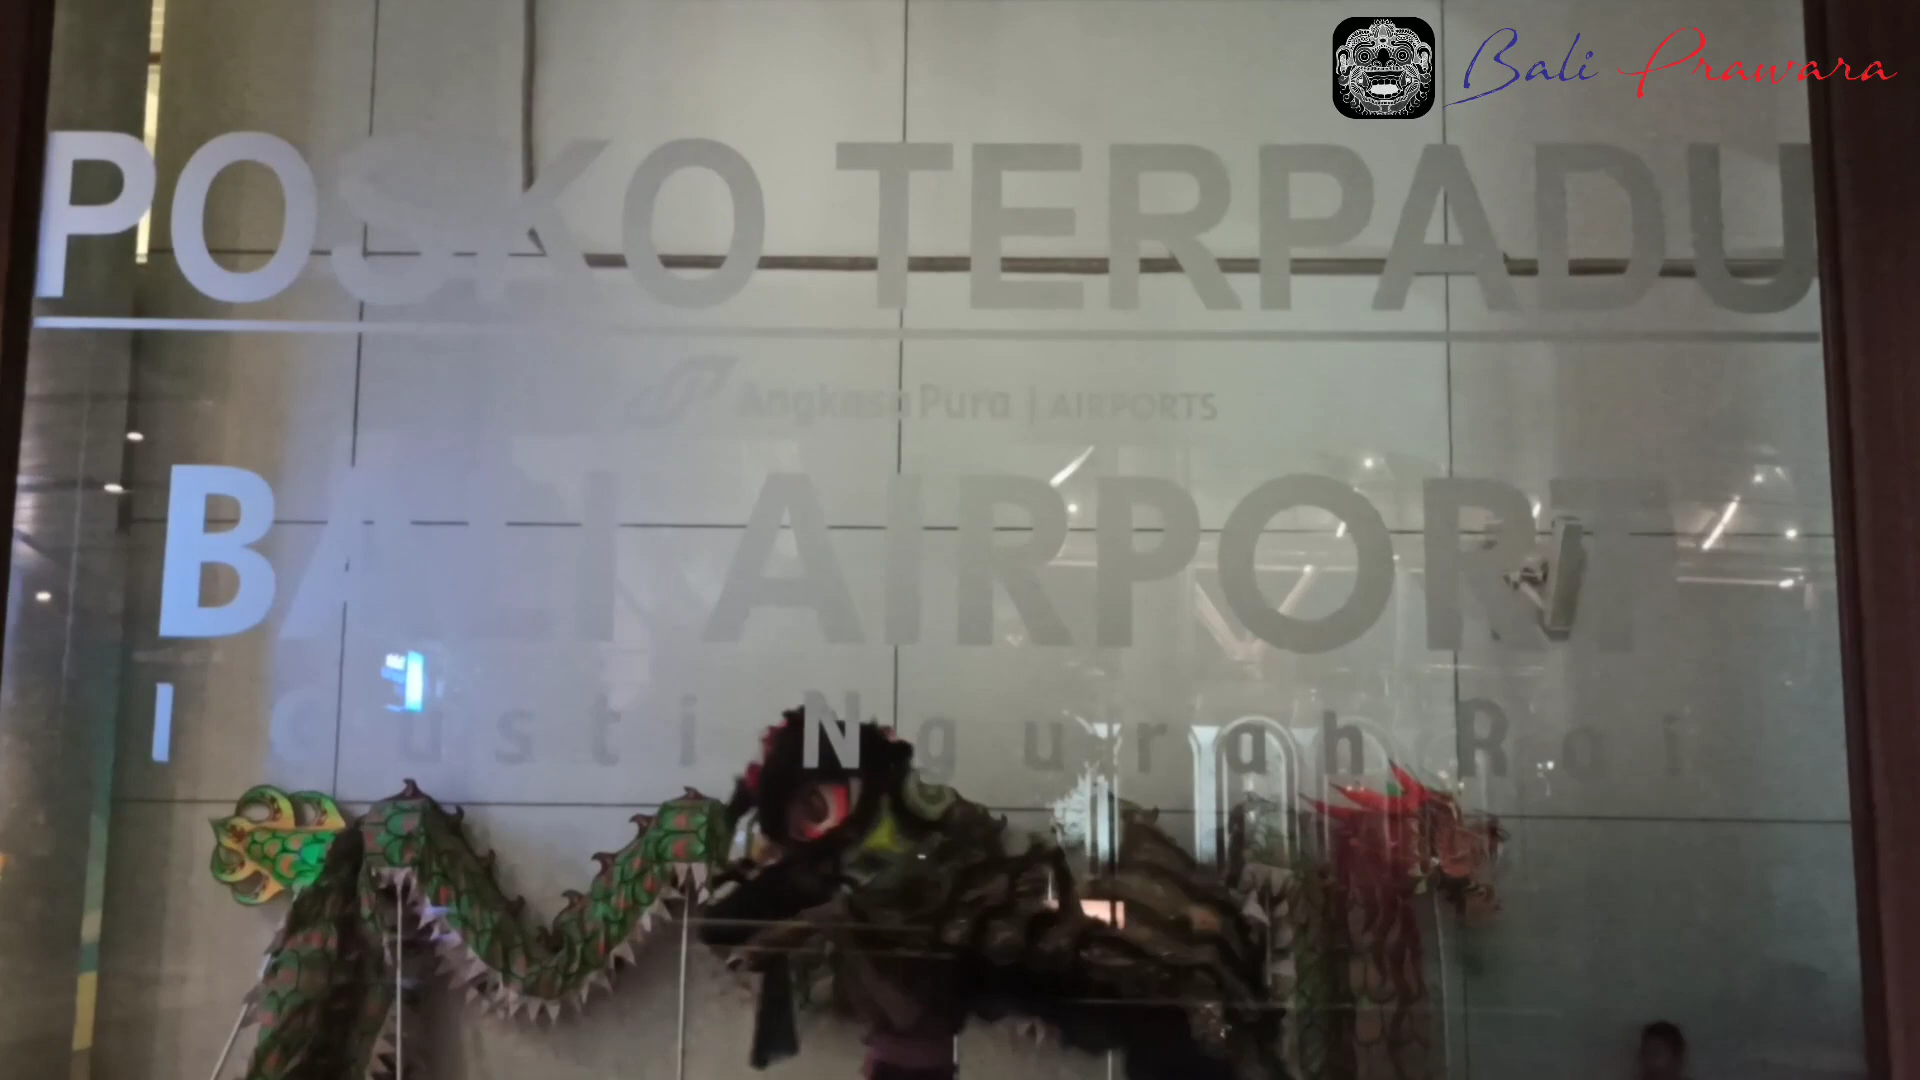 Bali Prawara
POSKO TERPADU
Angkasa Pura | AIRPORTS
BALI AIRPORT
I Gusti Ngurah Rai